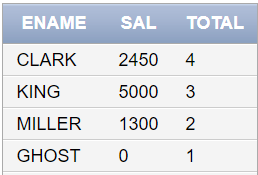 ENAME SAL TOTAL
CLARK 2450 4
KING 5000 3
MILLER 1300 2
GHOST 0 1